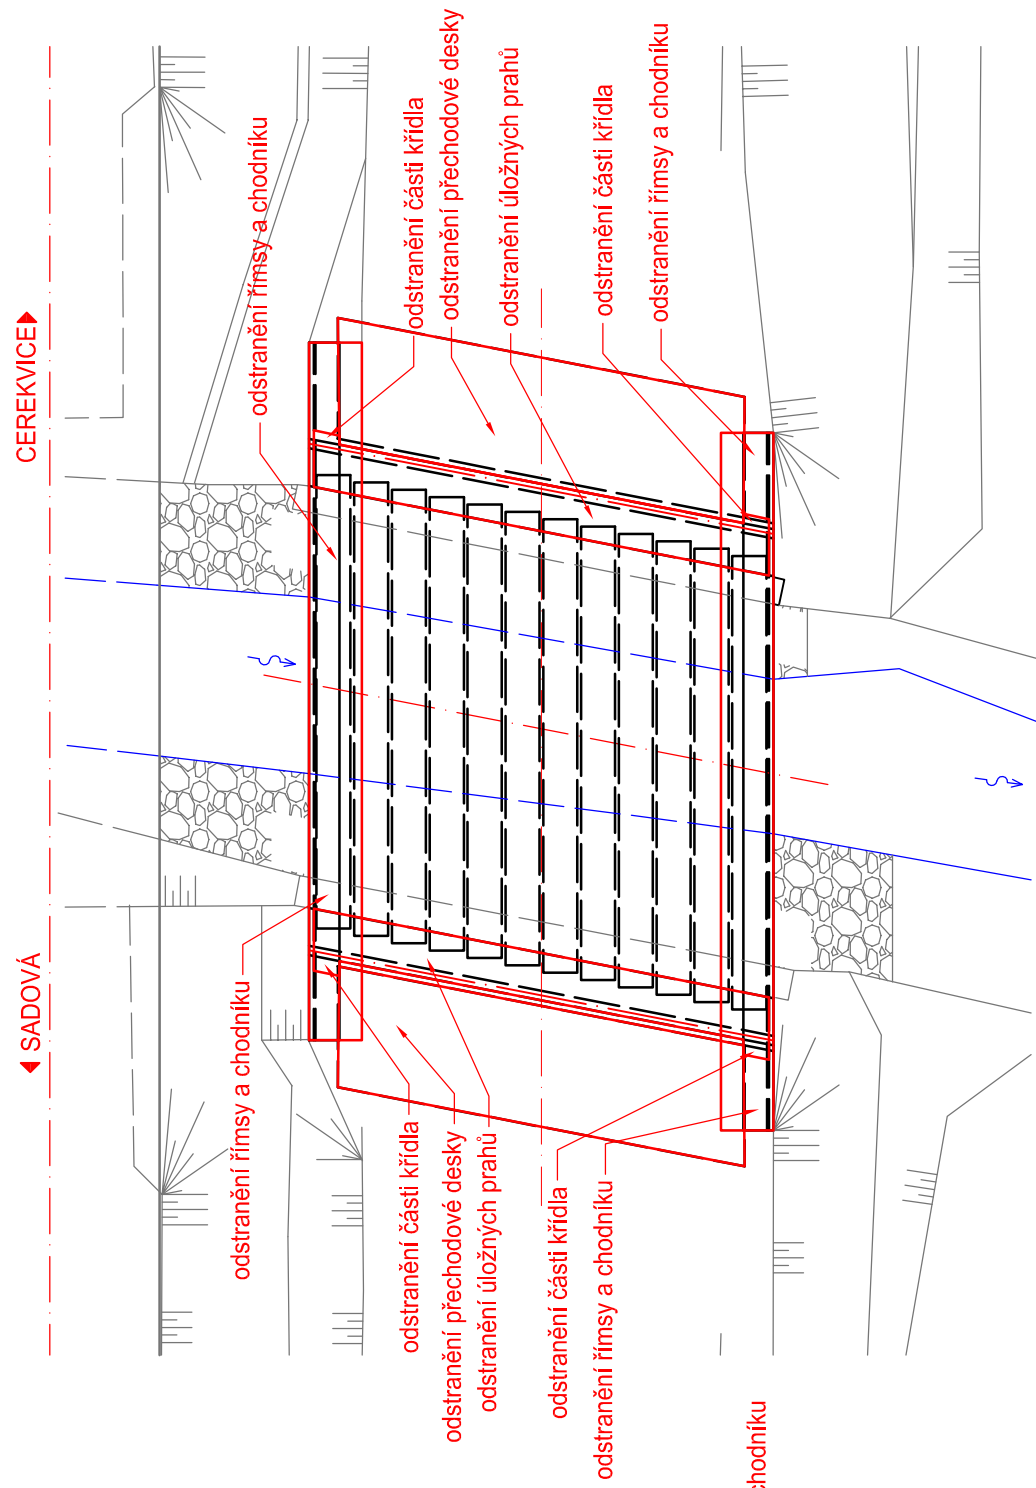 ◀ SADOVÁ
CEREKVICE▶
odstranění římsy a chodníku
odstranění části křídla
odstranění přechodové desky
odstranění úložných prahů
odstranění části křídla
odstranění římsy a chodníku
odstranění římsy a chodníku
odstranění části křídla
odstranění přechodové desky
odstranění úložných prahů
odstranění části křídla
odstranění římsy a chodníku
chodníku